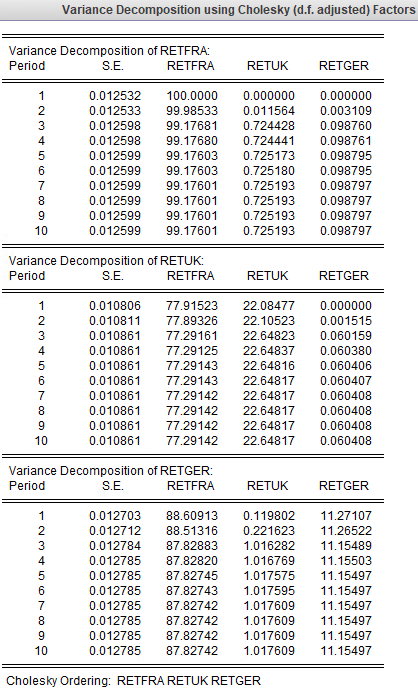 Variance Decomposition using Cholesky (d.f. adjusted) Factors
Variance Decomposition of RETFRA:
Period S.E. RETFRA RETUK RETGER
1 0.012532 100.0000 0.000000 0.000000
2 0.012533 99.98533 0.011564 0.003109
3 0.012598 99.17681 0.724428 0.098760
4 0.012598 99.17680 0.724441 0.098761
5 0.012599 99.17603 0.725173 0.098795
6 0.012599 99.17603 0.725180 0.098795
7 0.012599 99.17601 0.725193 0.098797
8 0.012599 99.17601 0.725193 0.098797
9 0.012599 99.17601 0.725193 0.098797
10 0.012599 99.17601 0.725193 0.098797
Variance Decomposition of RETUK:
Period S.E. RETFRA RETUK RETGER
1 0.010806 77.91523 22.08477 0.000000
2 0.010811 77.89326 22.10523 0.001515
3 0.010861 77.29161 22.64823 0.060159
4 0.010861 77.29125 22.64837 0.060380
5 0.010861 77.29143 22.64816 0.060406
6 0.010861 77.29143 22.64817 0.060407
7 0.010861 77.29142 22.64817 0.060408
8 0.010861 77.29142 22.64817 0.060408
9 0.010861 77.29142 22.64817 0.060408
10 0.010861 77.29142 22.64817 0.060408
Variance Decomposition of RETGER:
Period S.E. RETFRA RETUK RETGER
1 0.012703 88.60913 0.119802 11.27107
2 0.012712 88.51316 0.221623 11.26522
3 0.012784 87.82883 1.016282 11.15489
4 0.012785 87.82820 1.016769 11.15503
5 0.012785 87.82745 1.017575 11.15497
6 0.012785 87.82743 1.017595 11.15497
7 0.012785 87.82742 1.017609 11.15497
8 0.012785 87.82742 1.017609 11.15497
9 0.012785 87.82742 1.017609 11.15497
10 0.012785 87.82742 1.017609 11.15497
Cholesky Ordering: RETFRA RETUK RETGER